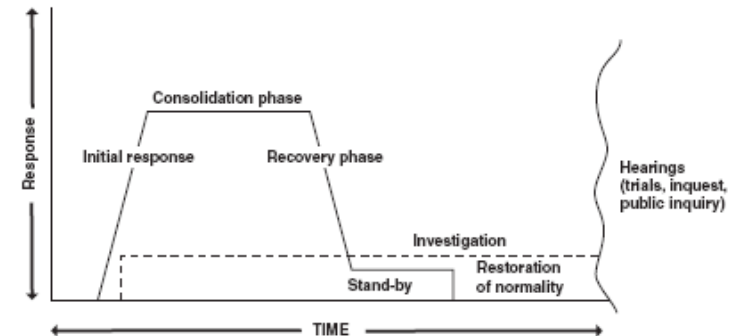 Consolidation phase
Initial response
Recovery phase
Response
Hearings
(trials, inquest,
public inquiry)
Investigation
Stand-by
Restoration
of normality
TIME